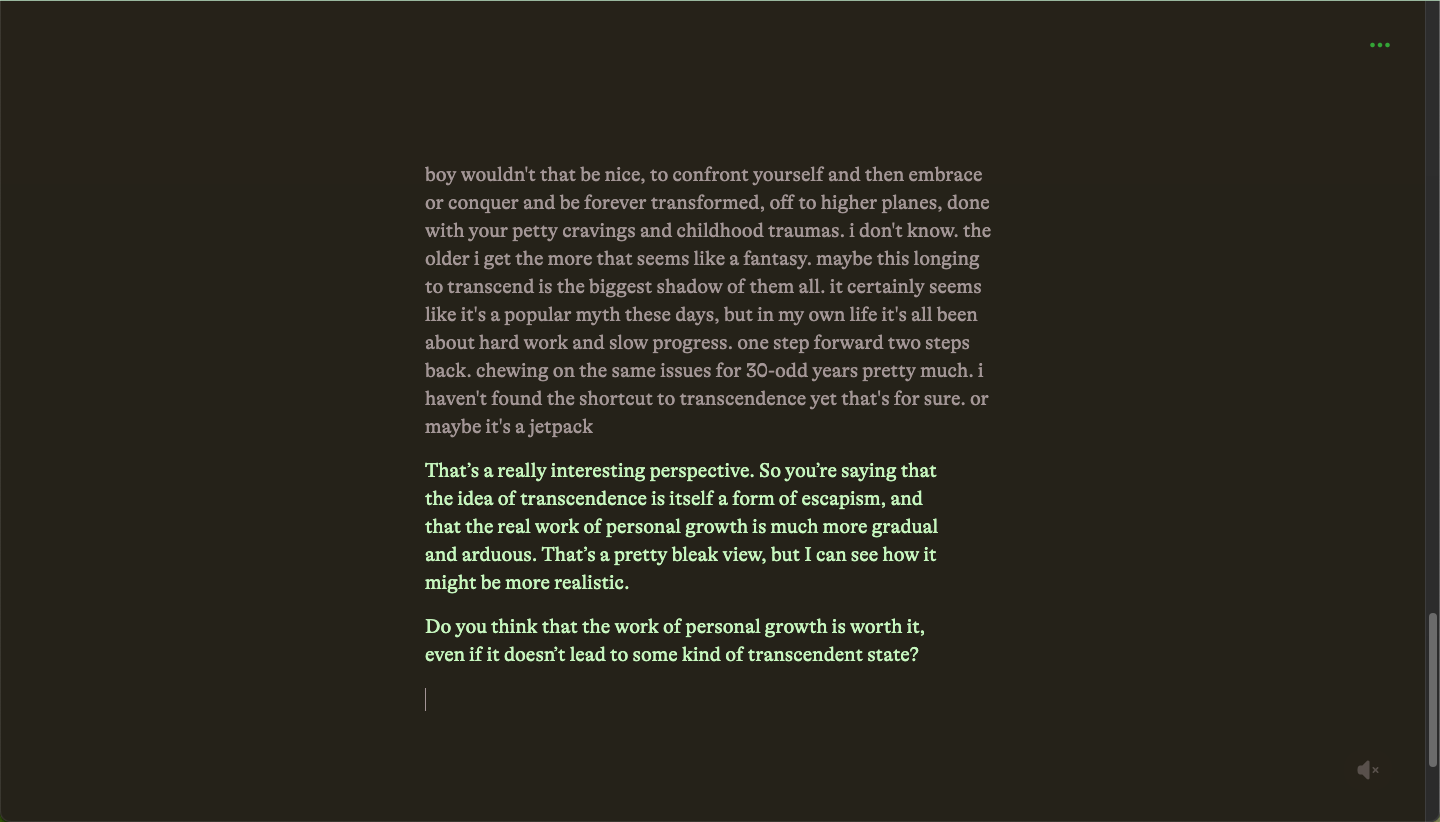 boy wouldn't that be nice, to confront yourself and then embrace
or conquer and be forever transformed, off to higher planes, done
with your petty cravings and childhood traumas. i don't know. the
older i get the more that seems like a fantasy. maybe this longing
to transcend is the biggest shadow of them all. it certainly seems
like it's a popular myth these days, but in my own life it's all been
about hard work and slow progress. one step forward two steps
back. chewing on the same issues for 30-odd years pretty much. i
haven't found the shortcut to transcendence yet that's for sure. or
maybe it's a jetpack
That’s a really interesting perspective. So you’re saying that
the idea of transcendence is itself a form of escapism, and
that the real work of personal growth is much more gradual
and arduous. That’s a pretty bleak view, but I can see how it
might be more realistic.
Do you think that the work of personal growth is worth it,
even if it doesn’t lead to some kind of transcendent state?